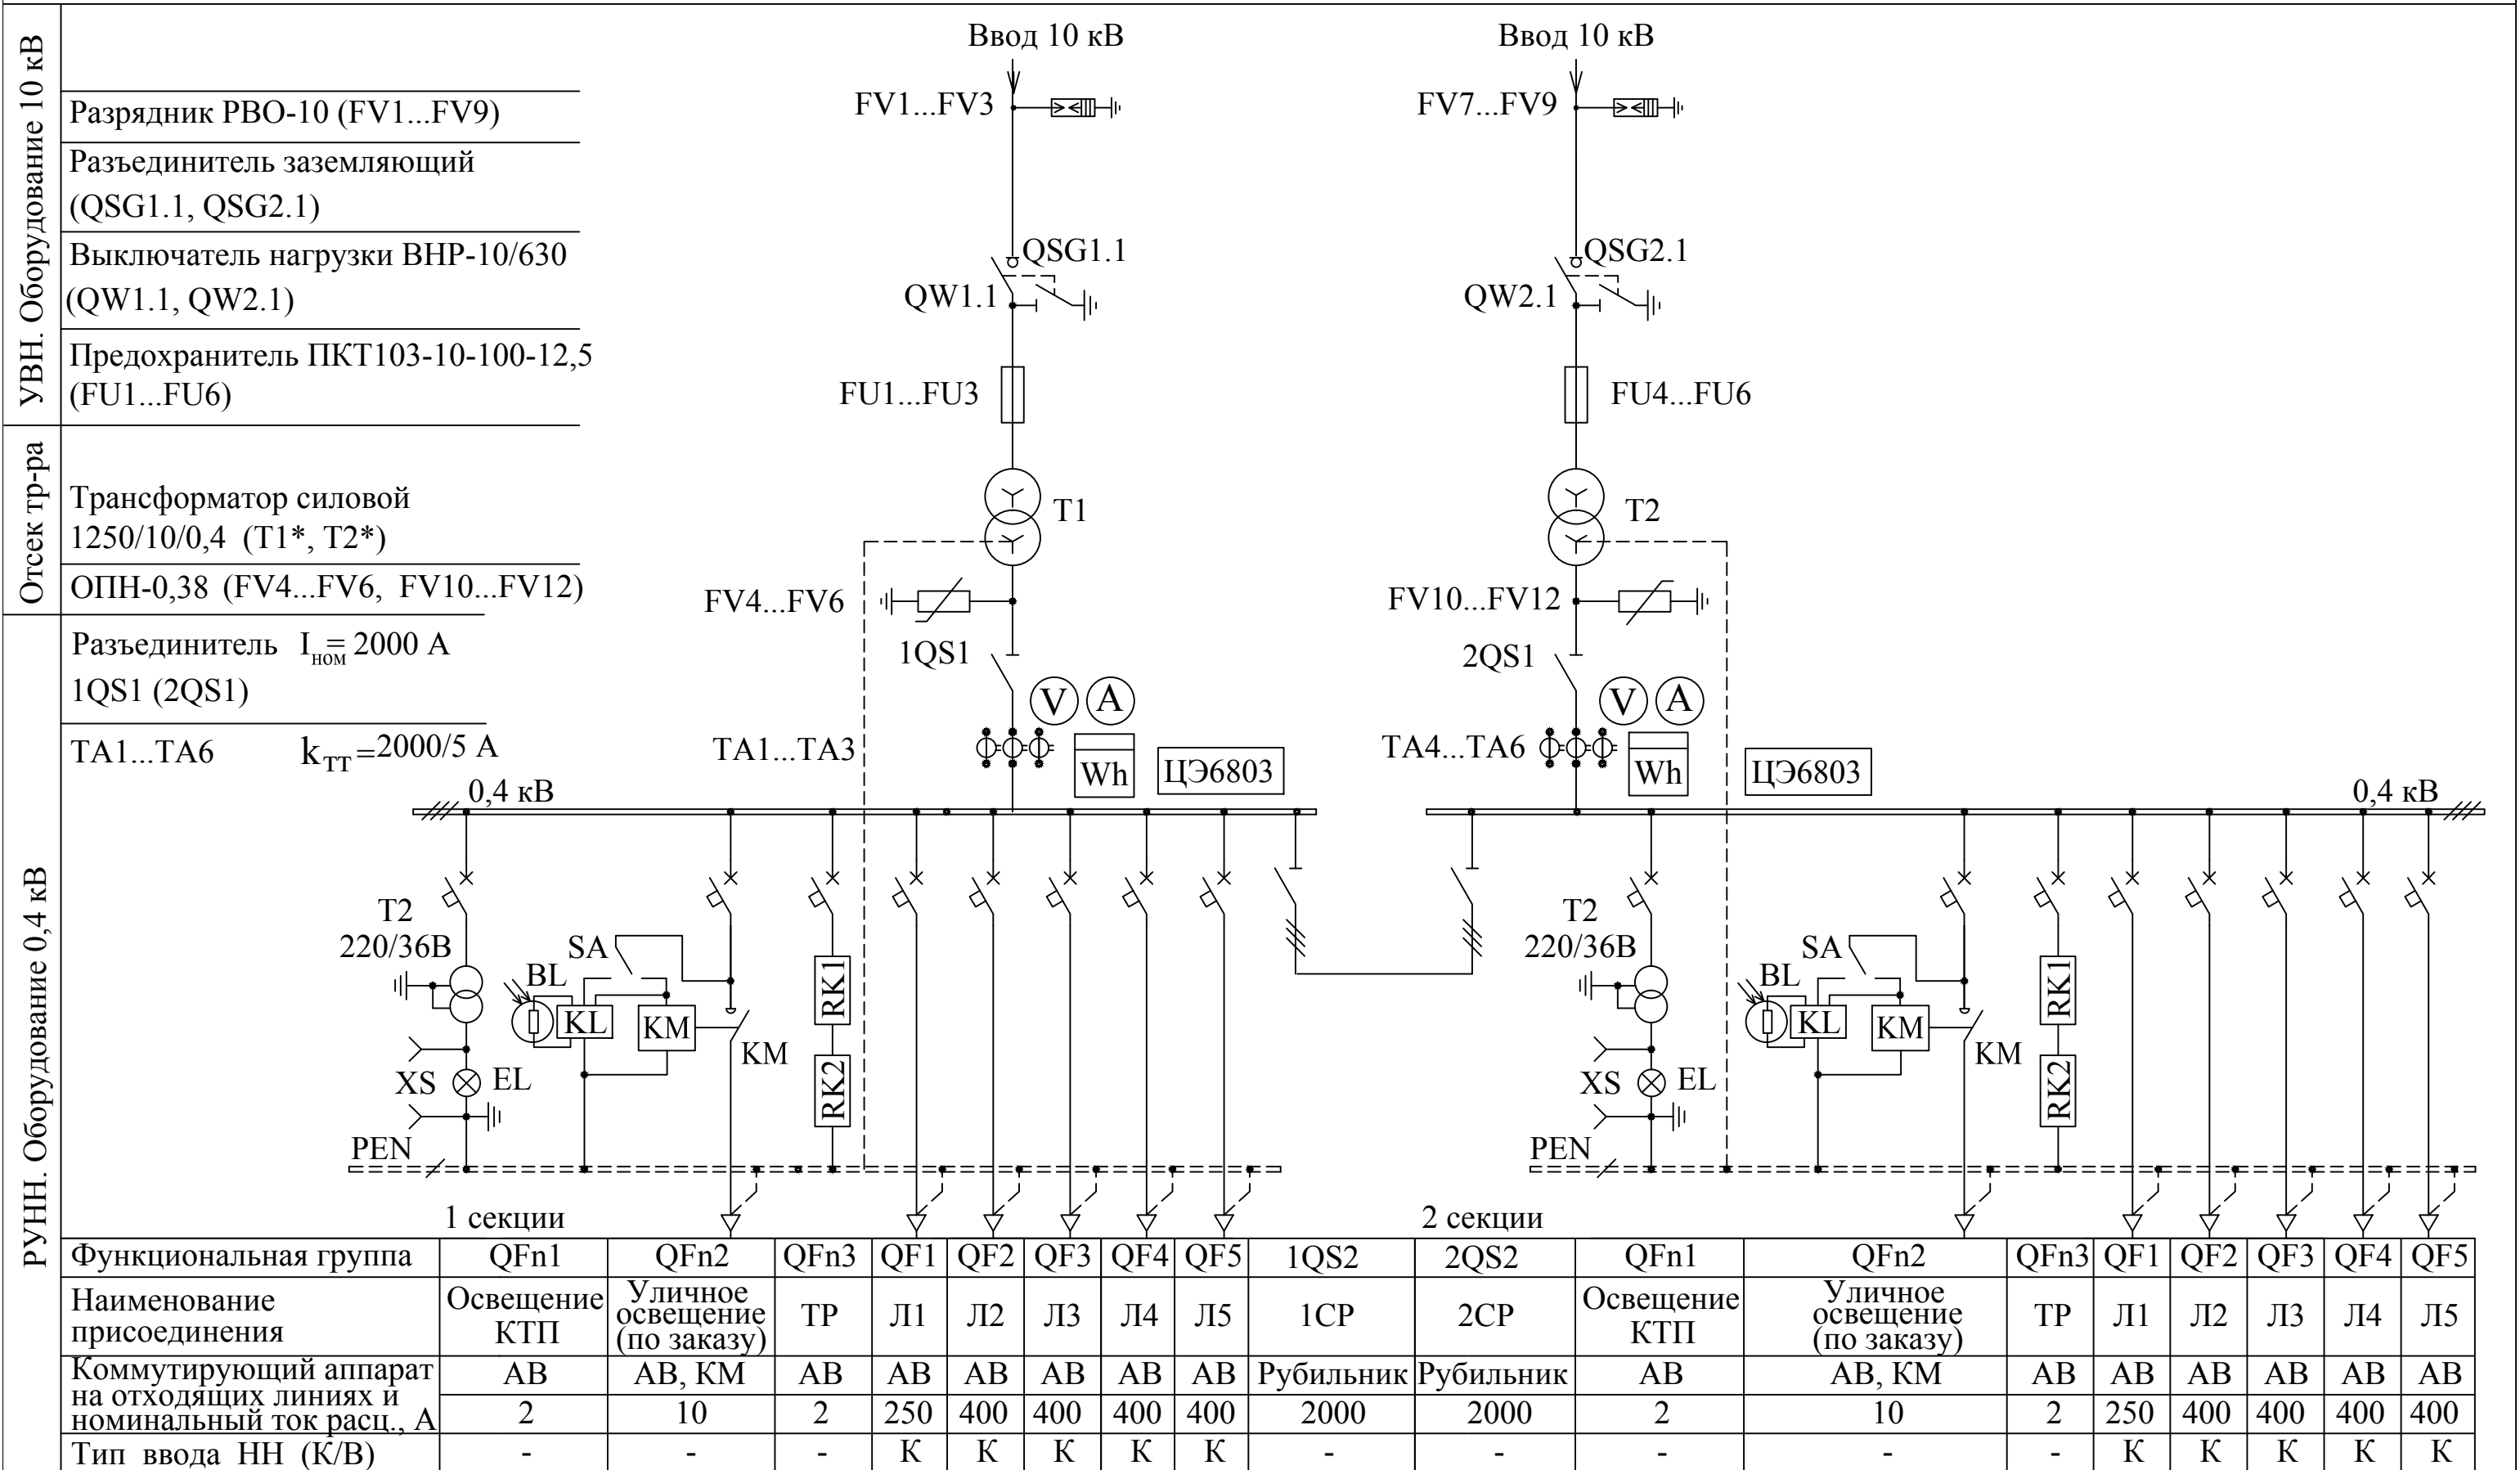 Ввод 10 кВ
Ввод 10 кВ
УВН. Оборудование 10 кВ
Разрядник РВО-10 (FV1...FV9)
Разъединитель заземляющий
(QSG1.1, QSG2.1)
Выключатель нагрузки ВНР-10/630
(QW1.1, QW2.1)
Предохранитель ПКТ103-10-100-12,5
(FU1...FU6)
FV1...FV3
FV7...FV9
QSG1.1
QSG2.1
QW1.1
QW2.1
FU1...FU3
FU4...FU6
Отсек тр-ра
Трансформатор силовой
1250/10/0,4 (Т1*, Т2*)
ОПН-0,38 (FV4...FV6, FV10...FV12)
T1
T2
FV4...FV6
FV10...FV12
РУНН. Оборудование 0,4 кВ
Разъединитель Iном = 2000 А
1QS1 (2QS1)
ТА1...ТА6 kТТ = 2000/5 А
1QS1
2QS1
V A
V A
TA1...TA3
Wh
ЦЭ6803
TA4...TA6
Wh
ЦЭ6803
0,4 кВ
0,4 кВ
T2
220/36В
SA
BL
KL
KM
KM
RK1
RK2
XS
EL
PEN
T2
220/36В
SA
BL
KL
KM
KM
RK1
RK2
XS
EL
PEN
1 секции
2 секции
Функциональная группа QFn1 QFn2 QFn3 QF1 QF2 QF3 QF4 QF5 1QS2 2QS2 QFn1 QFn2 QFn3 QF1 QF2 QF3 QF4 QF5
Наименование
присоединения
Освещение
КТП
Уличное
освещение
(по заказу)
ТР Л1 Л2 Л3 Л4 Л5 1СР 2СР
Освещение
КТП
Уличное
освещение
(по заказу)
ТР Л1 Л2 Л3 Л4 Л5
Коммутирующий аппарат
на отходящих линиях и
номинальный ток расц., А
АВ АВ, КМ АВ АВ АВ АВ АВ АВ Рубильник Рубильник АВ АВ, КМ АВ АВ АВ АВ АВ АВ
2 10 2 250 400 400 400 400 2000 2000 2 10 2 250 400 400 400 400
Тип ввода НН (К/В) - - - К К К К К - - - - - К К К К К